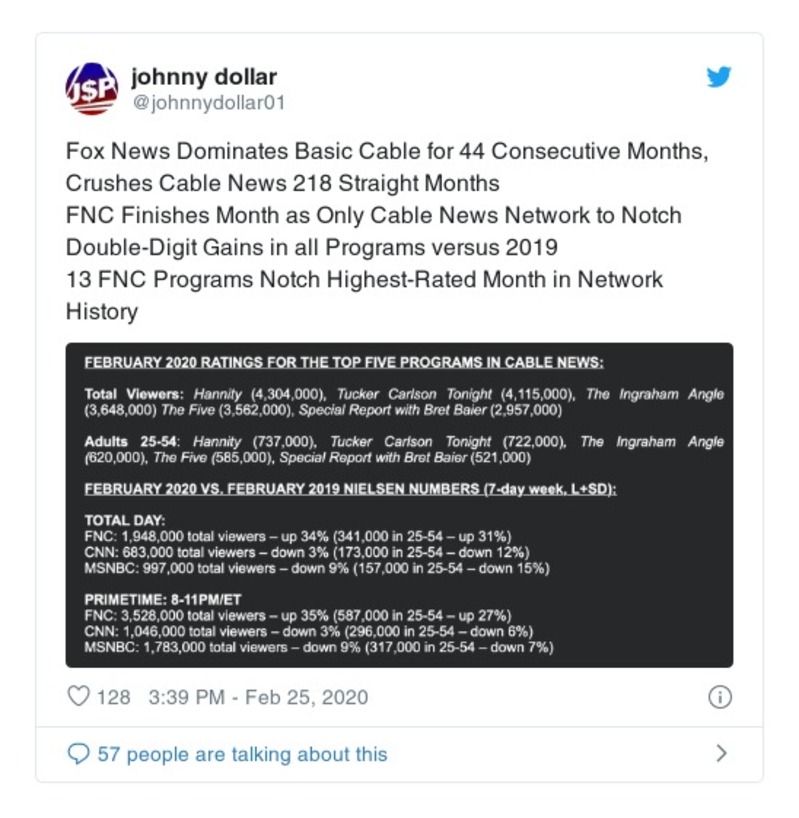 J$P
johnny dollar
@johnnydollar01
Fox News Dominates Basic Cable for 44 Consecutive Months,
Crushes Cable News 218 Straight Months
FNC Finishes Month as Only Cable News Network to Notch
Double-Digit Gains in all Programs versus 2019
13 FNC Programs Notch Highest-Rated Month in Network
History
FEBRUARY 2020 RATINGS FOR THE TOP FIVE PROGRAMS IN CABLE NEWS:
Total Viewers: Hannity (4,304,000), Tucker Carlson Tonight (4,115,000), The Ingraham Angle
(3,648,000) The Five (3,562,000), Special Report with Bret Baier (2,957,000)
Adults 25-54: Hannity (737,000), Tucker Carlson Tonight (722,000), The Ingraham Angle
(620,000), The Five (585,000), Special Report with Bret Baier (521,000)
FEBRUARY 2020 VS. FEBRUARY 2019 NIELSEN NUMBERS (7-day week, L+SD):
TOTAL DAY:
FNC: 1,948,000 total viewers – up 34% (341,000 in 25-54 – up 31%)
CNN: 683,000 total viewers – down 3% (173,000 in 25-54 – down 12%)
MSNBC: 997,000 total viewers – down 9% (157,000 in 25-54 – down 15%)
PRIMETIME: 8-11PM/ET
FNC: 3,528,000 total viewers – up 35% (587,000 in 25-54 – up 27%)
CNN: 1,046,000 total viewers – down 3% (296,000 in 25-54 – down 6%)
MSNBC: 1,783,000 total viewers – down 9% (317,000 in 25-54 – down 7%)
128 3:39 PM - Feb 25, 2020
57 people are talking about this